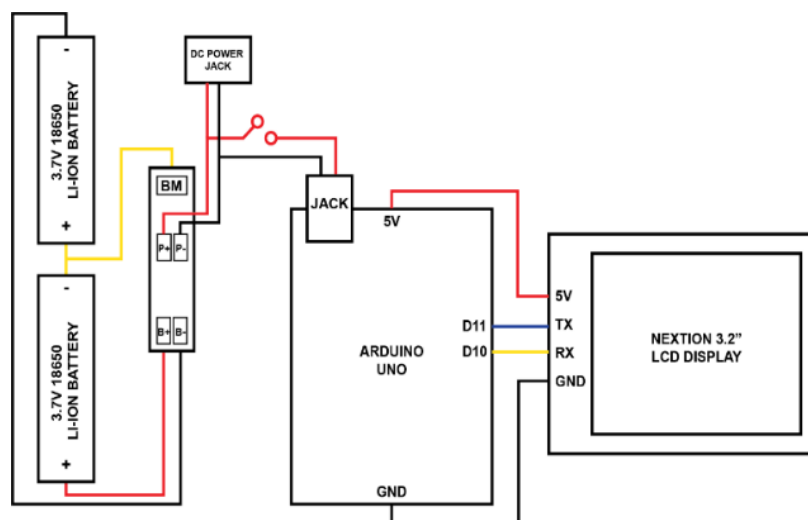 -
3.7V 18650
LI-ION BATTERY
+
-
3.7V 18650
LI-ION BATTERY
+
DC POWER
JACK
BM
P+ P-
B+ B-
JACK
5V
D11
D10
ARDUINO
UNO
GND
5V
TX
RX
GND
NEXTION 3.2”
LCD DISPLAY